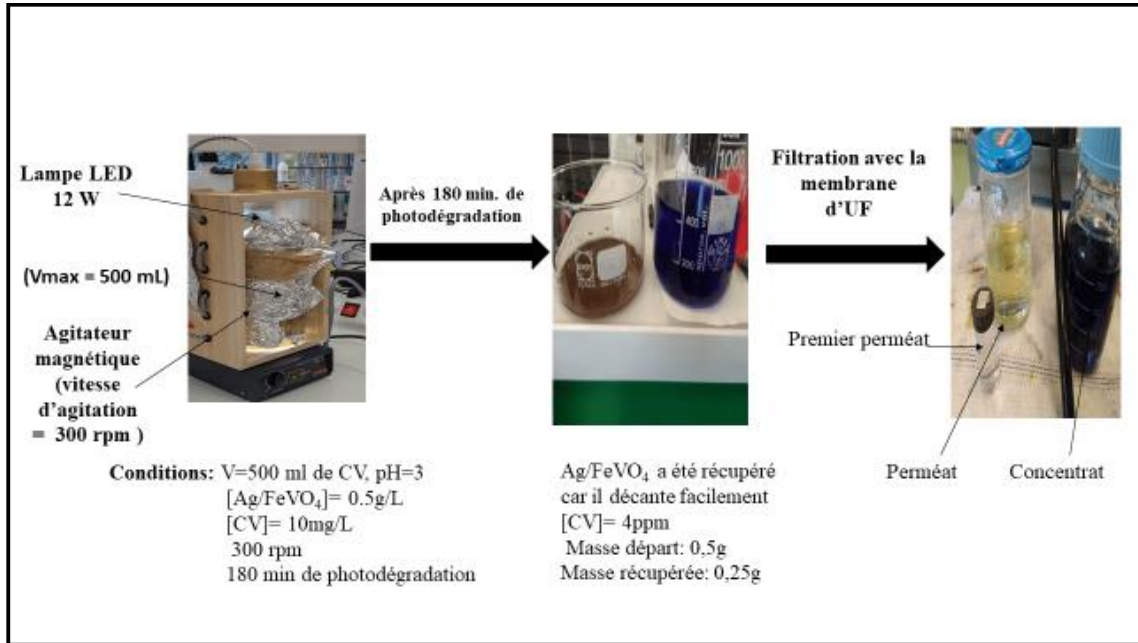 Lampe LED
12 W
(Vmax = 500 mL)
Agitateur
magnétique
(vitesse
d'agitation
= 300 rpm )
Après 180 min. de
photodégradation
Filtration avec la
membrane
d'UF
Premier perméat
Perméat
Concentrat
Conditions: V=500 ml de CV, pH=3
[Ag/FeVO₄]= 0.5g/L
[CV]= 10mg/L
300 rpm
180 min de photodégradation
Ag/FeVO₄ a été récupéré
car il décante facilement
[CV]= 4ppm
Masse départ: 0,5g
Masse récupérée: 0,25g